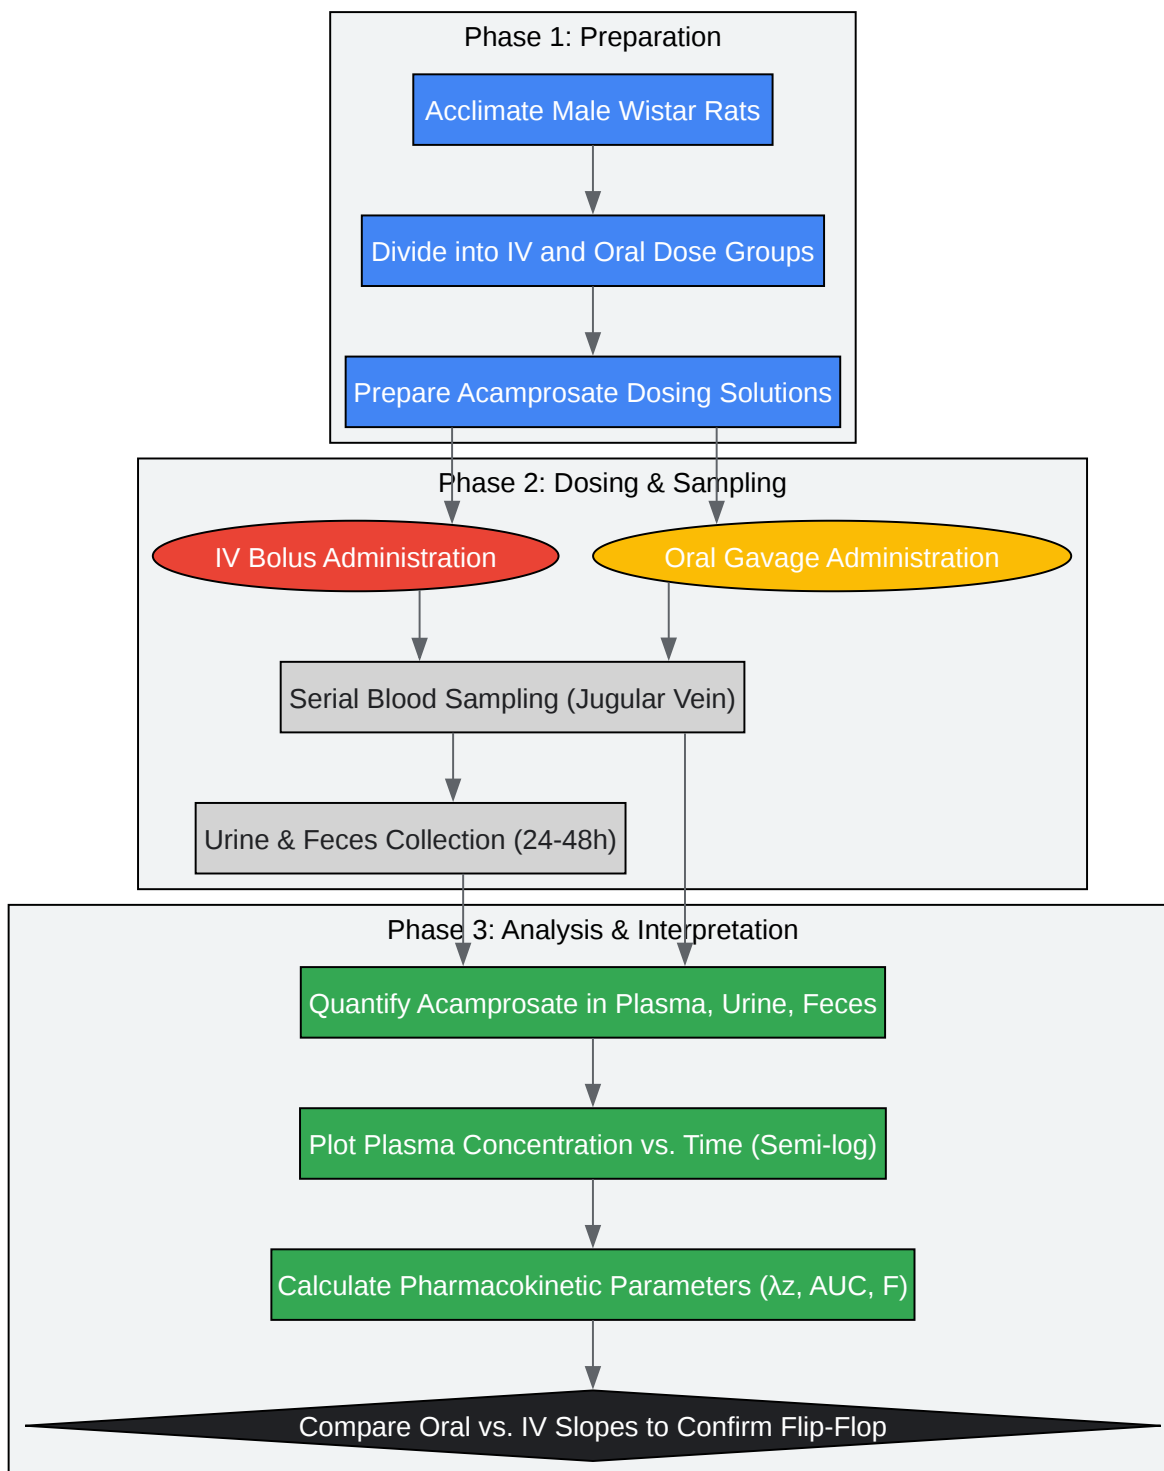 Phase 1: Preparation
Acclimate Male Wistar Rats
Divide into IV and Oral Dose Groups
Prepare Acamprosate Dosing Solutions
Phase 2: Dosing & Sampling
IV Bolus Administration
Oral Gavage Administration
Serial Blood Sampling (Jugular Vein)
Urine & Feces Collection (24-48h)
Phase 3: Analysis & Interpretation
Quantify Acamprosate in Plasma, Urine, Feces
Plot Plasma Concentration vs. Time (Semi-log)
Calculate Pharmacokinetic Parameters (λz, AUC, F)
Compare Oral vs. IV Slopes to Confirm Flip-Flop